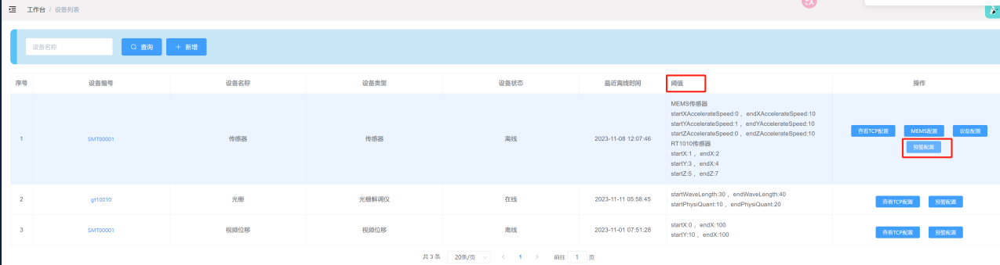 CA
工作台 / 设备列表
设备名称 查询 + 新增
序号 设备编号 设备名称 设备类型 设备状态 最近离线时间 阈值 操作
MEMS传感器
startXAccelerateSpeed:0 ,  endXAccelerateSpeed:10
startYAccelerateSpeed:1 ,  endYAccelerateSpeed:10
startZAccelerateSpeed:0 ,  endZAccelerateSpeed:10
RT1010传感器
startX:1 ,  endX:2
startY:3 ,  endX:4
startZ:5 ,  endZ:7
1 SMT00001 传感器 传感器 离线 2023-11-08 12:07:46
查看TCP配置 MEMS配置 设备配置
预警配置
2 gt10010 光栅 光栅解调仪 在线 2023-11-11 05:58:45
startWaveLength:30 ,  endWaveLength:40
startPhysiQuant:10 ,  endPhysiQuant:20
查看TCP配置 预警配置
3 SMT00001 视频位移 视频位移 离线 2023-11-01 07:51:28
startX:0 ,  endX:100
startY:10 ,  endX:100
查看TCP配置 预警配置
共 3 条 20条/页 < 1 > 前往 1 页